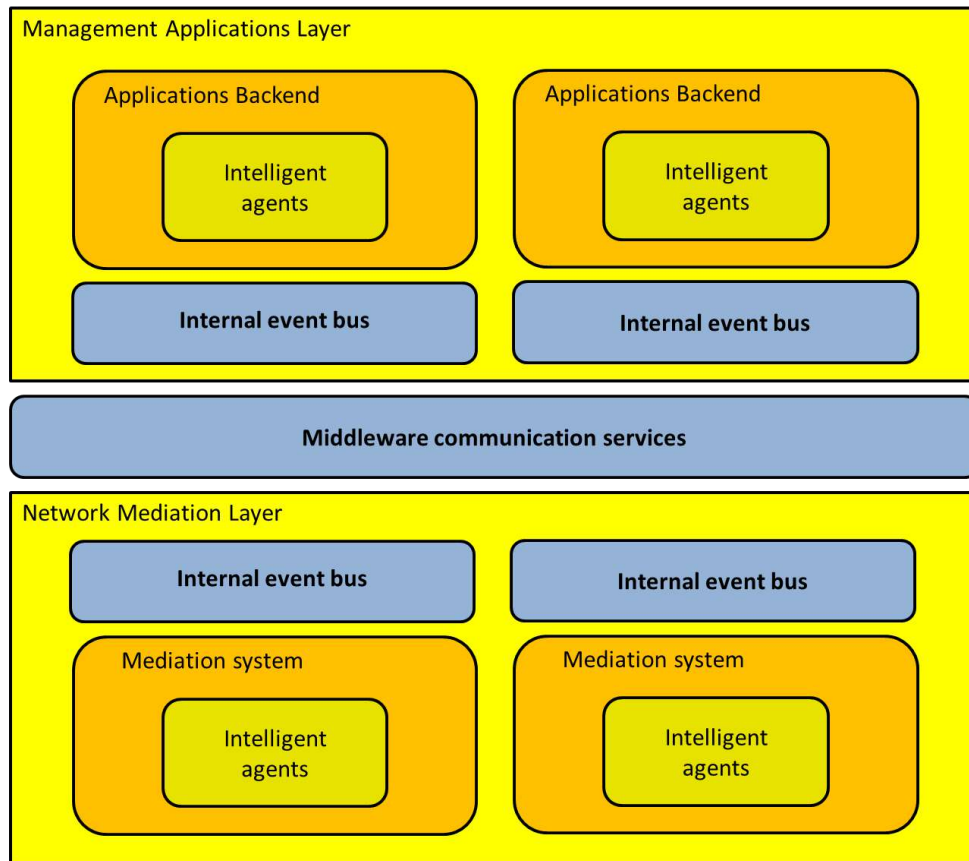 Management Applications Layer
Applications Backend
Intelligent
agents
Internal event bus
Applications Backend
Intelligent
agents
Internal event bus
Middleware communication services
Network Mediation Layer
Internal event bus
Mediation system
Intelligent
agents
Internal event bus
Mediation system
Intelligent
agents